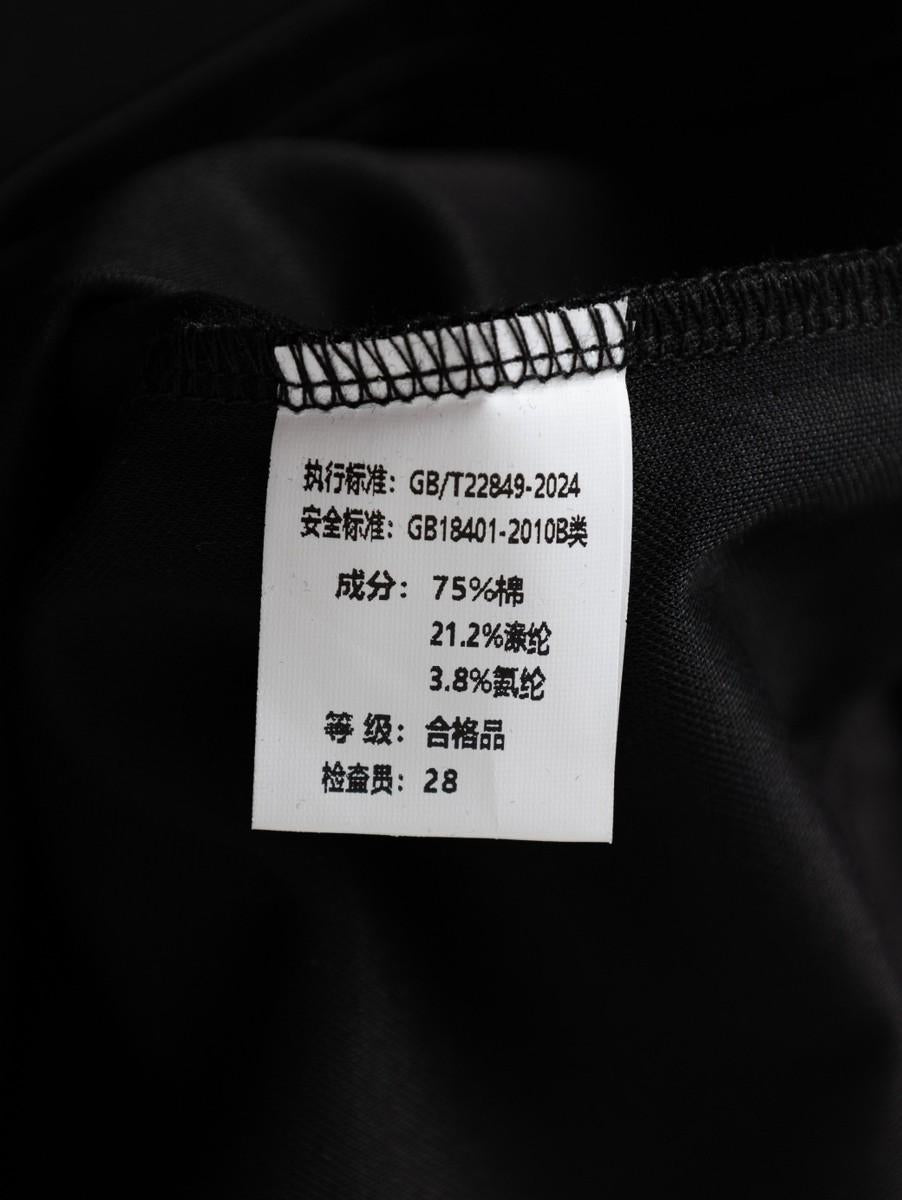 执行标准：GB/T22849-2024
安全标准：GB18401-2010B类
成分：75%棉
21.2%涤纶
3.8%氨纶
等 级：合格品
检查费：28